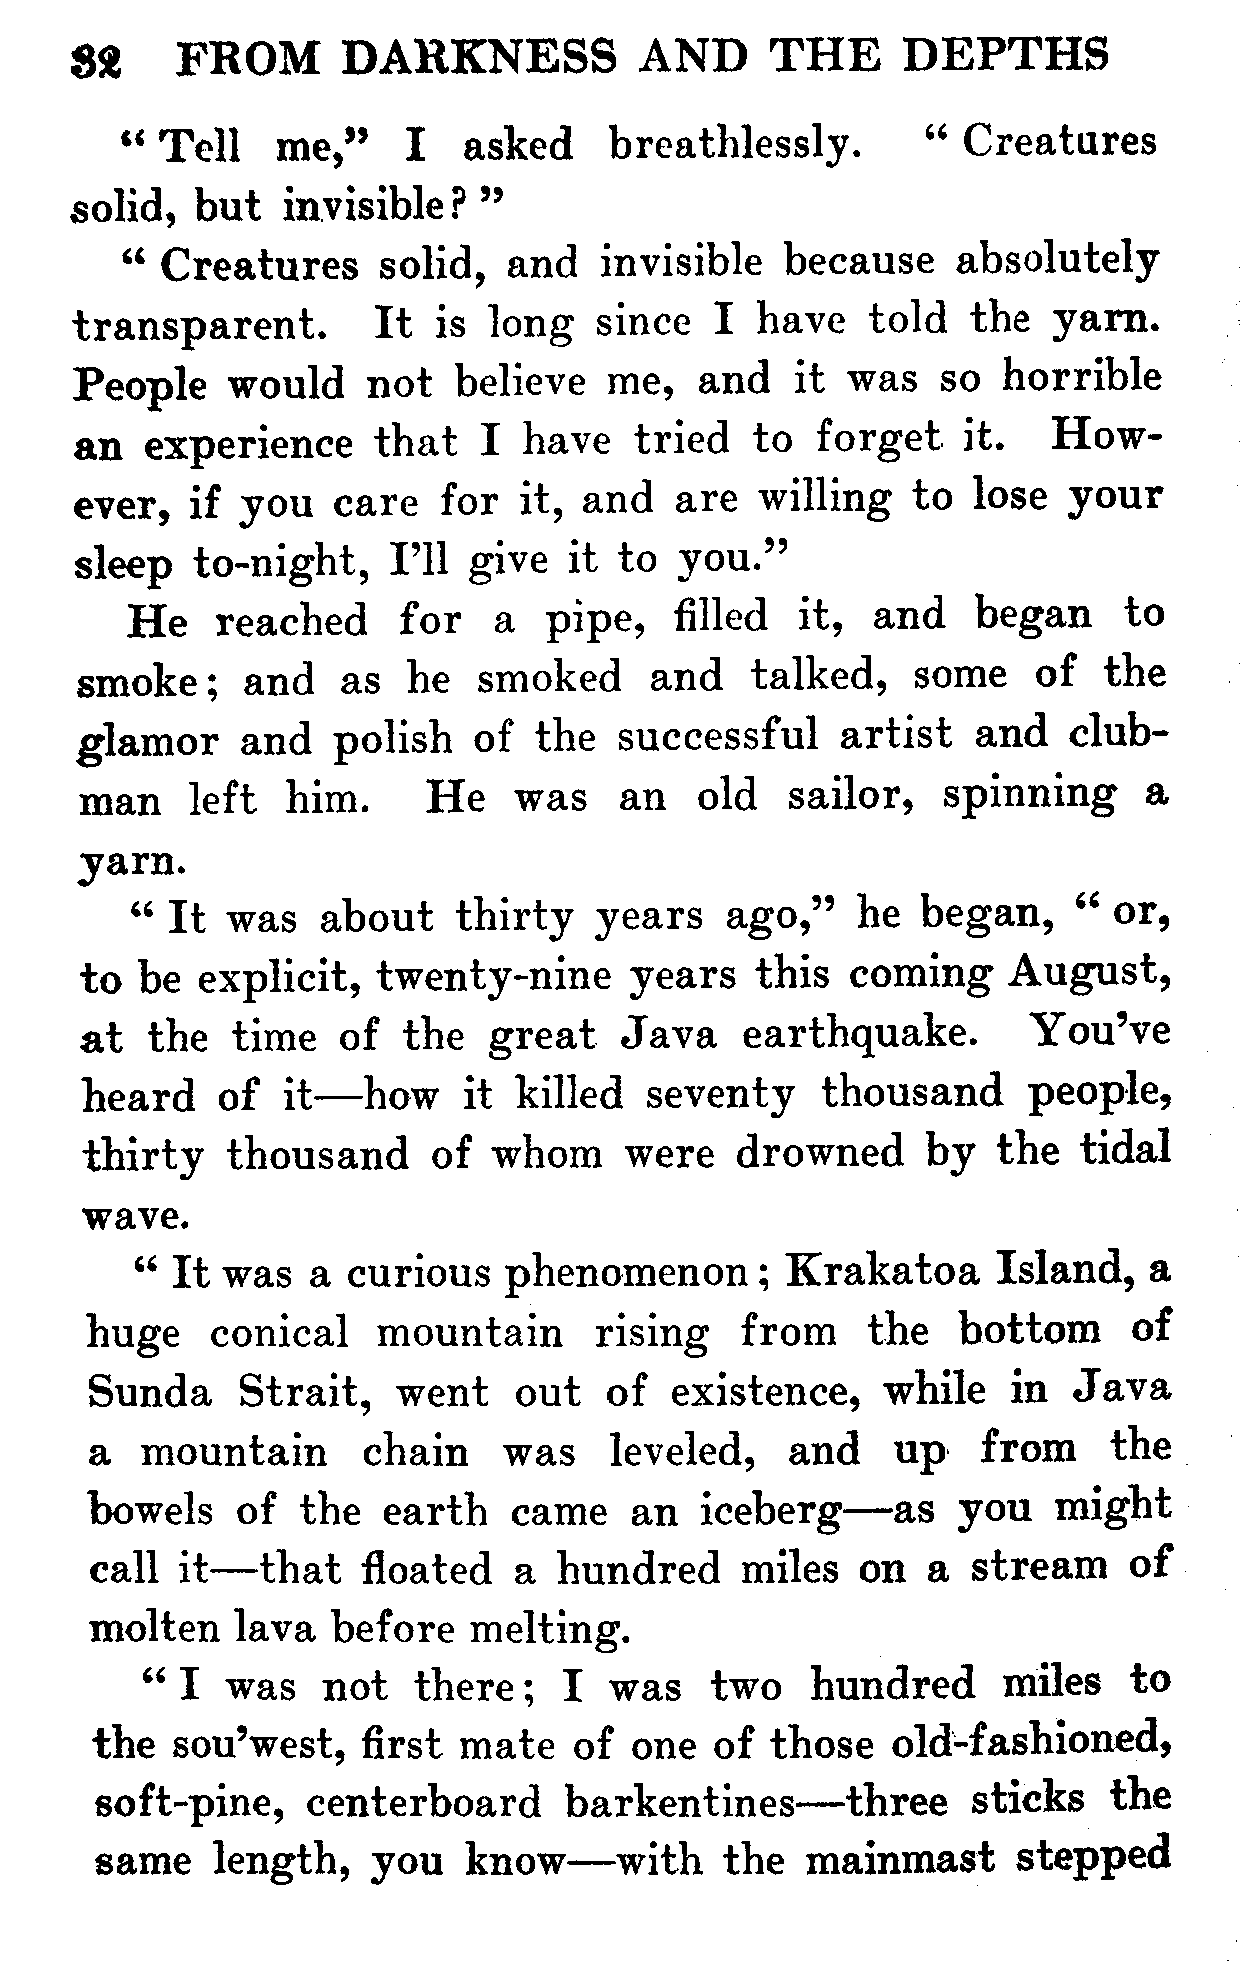 32 FROM DARKNESS AND THE DEPTHS
“ Tell me,” I asked breathlessly. “ Creatures
solid, but invisible? ”
“ Creatures solid, and invisible because absolutely
transparent. It is long since I have told the yarn.
People would not believe me, and it was so horrible
an experience that I have tried to forget it. How-
ever, if you care for it, and are willing to lose your
sleep to-night, I’ll give it to you.”
He reached for a pipe, filled it, and began to
smoke; and as he smoked and talked, some of the
glamor and polish of the successful artist and club-
man left him. He was an old sailor, spinning a
yarn.
“ It was about thirty years ago,” he began, “ or,
to be explicit, twenty-nine years this coming August,
at the time of the great Java earthquake. You’ve
heard of it—how it killed seventy thousand people,
thirty thousand of whom were drowned by the tidal
wave.
“ It was a curious phenomenon; Krakatoa Island, a
huge conical mountain rising from the bottom of
Sunda Strait, went out of existence, while in Java
a mountain chain was leveled, and up from the
bowels of the earth came an iceberg—as you might
call it—that floated a hundred miles on a stream of
molten lava before melting.
“ I was not there; I was two hundred miles to
the sou’west, first mate of one of those old-fashioned,
soft-pine, centerboard barkentines—three sticks the
same length, you know—with the mainmast stepped